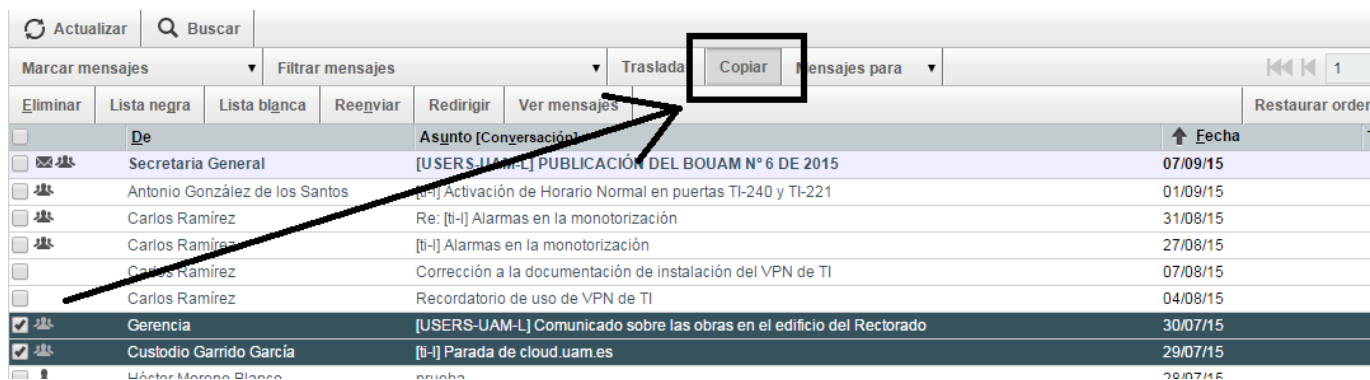 Actualizar Buscar
Marcar mensajes Filtrar mensajes Traslada Copiar Mensajes para 1
Eliminar Lista negra Lista blanca Reenviar Redirigir Ver mensajes Restaurar orden
De Asunto [Conversación] Fecha
Secretaria General [USERS-UAM-L] PUBLICACIÓN DEL BOUAM Nº 6 DE 2015 07/09/15
Antonio González de los Santos [ti-l] Activación de Horario Normal en puertas TI-240 y TI-221 01/09/15
Carlos Ramírez Re: [ti-l] Alarmas en la monotorización 31/08/15
Carlos Ramírez [ti-l] Alarmas en la monotorización 27/08/15
Carlos Ramírez Corrección a la documentación de instalación del VPN de TI 07/08/15
Carlos Ramírez Recordatorio de uso de VPN de TI 04/08/15
Gerencia [USERS-UAM-L] Comunicado sobre las obras en el edificio del Rectorado 30/07/15
Custodio Garrido García [ti-l] Parada de cloud.uam.es 29/07/15
Héctor Moreno Blanco prueba 28/07/15